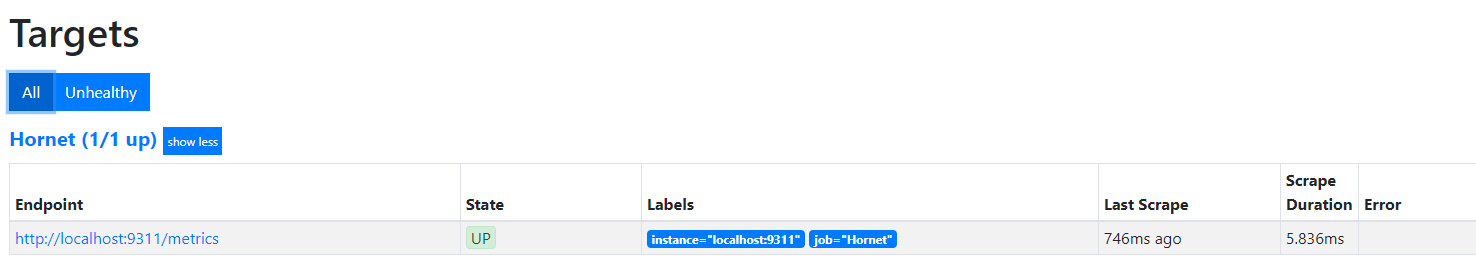 Targets
All Unhealthy
Hornet (1/1 up) show less
Endpoint State Labels Last Scrape Scrape Duration Error
http://localhost:9311/metrics UP instance="localhost:9311" job="Hornet" 746ms ago 5.836ms